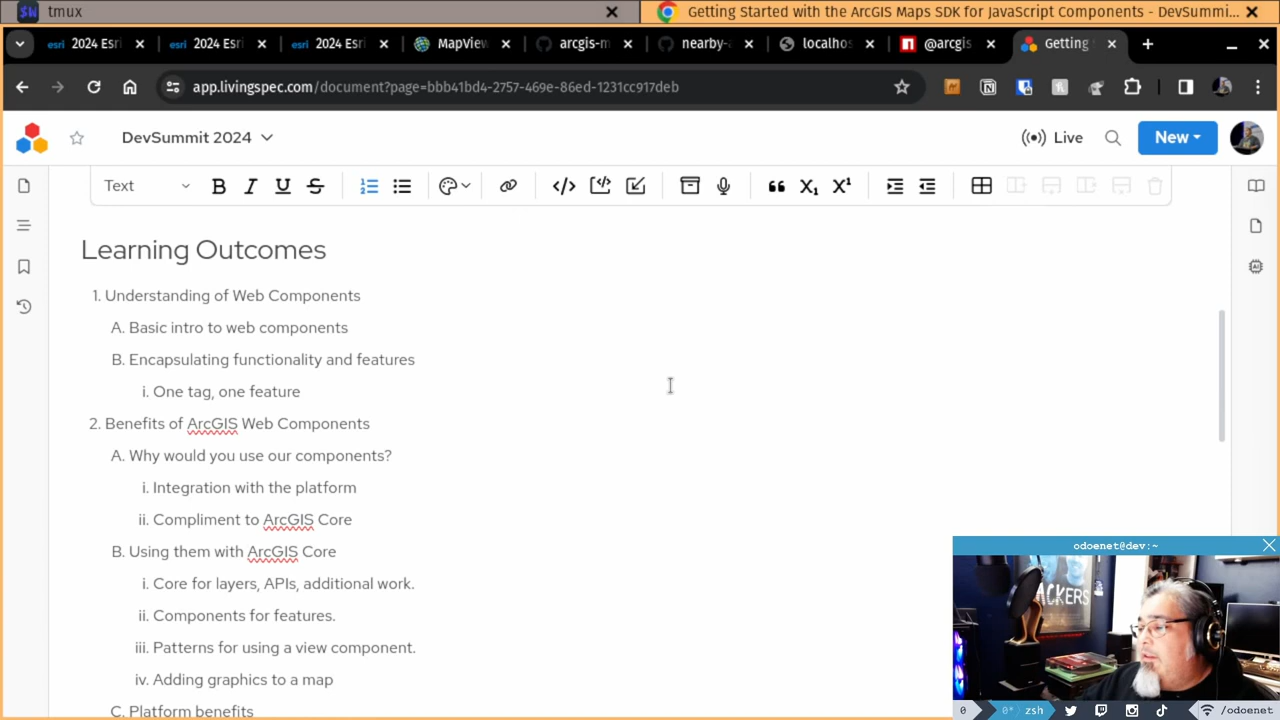 tmux
Getting Started with the ArcGIS Maps SDK for JavaScript Components - DevSummi...
esri 2024 Esri
esri 2024 Esri
esri 2024 Esri
MapView
arcgis-m
nearby-
localhos
@arcgis
Getting
app.livingspec.com/document?page=bbb41bd4-2757-469e-86ed-1231cc917deb
DevSummit 2024
Live
New
Text
Learning Outcomes
1. Understanding of Web Components
A. Basic intro to web components
B. Encapsulating functionality and features
i. One tag, one feature
2. Benefits of ArcGIS Web Components
A. Why would you use our components?
i. Integration with the platform
ii. Compliment to ArcGIS Core
B. Using them with ArcGIS Core
i. Core for layers, APIs, additional work.
ii. Components for features.
iii. Patterns for using a view component.
iv. Adding graphics to a map
C. Platform benefits
odoenet@dev:~
0 0* zsh /odoenet